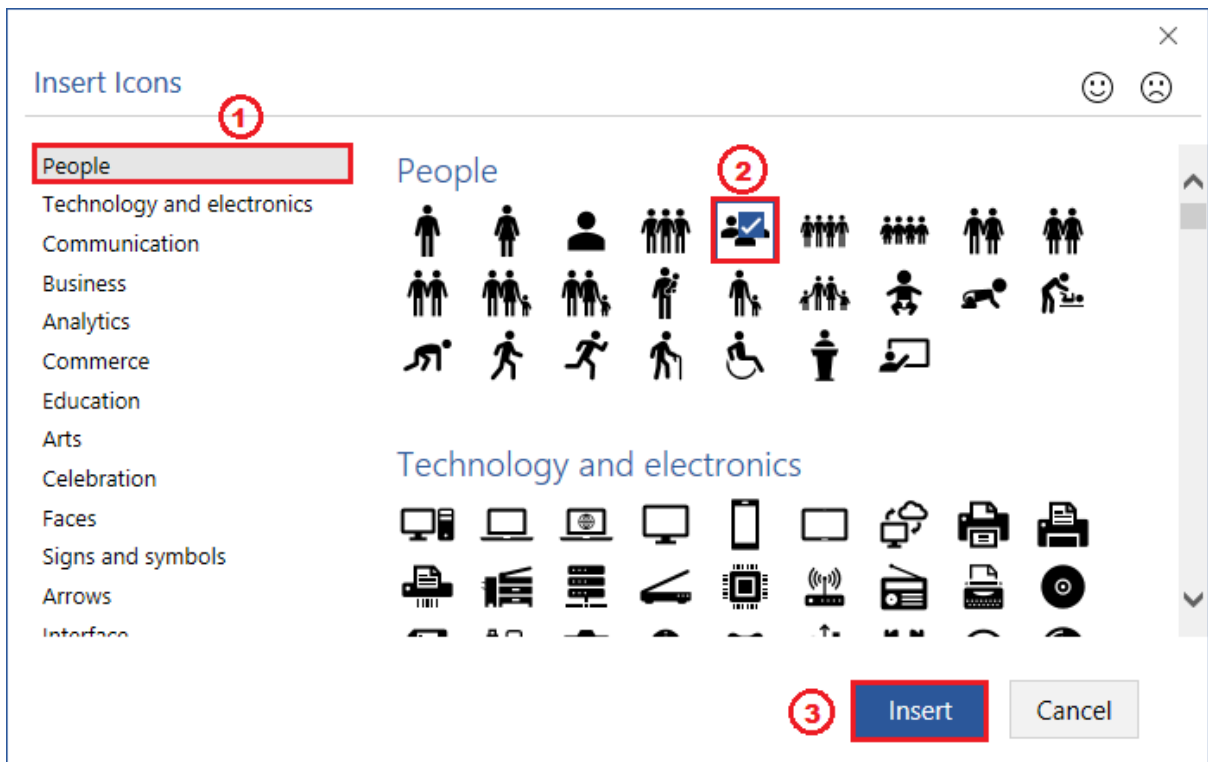 Insert Icons
1
People
Technology and electronics
Communication
Business
Analytics
Commerce
Education
Arts
Celebration
Faces
Signs and symbols
Arrows
Interface
People
2
Technology and electronics
3
Insert
Cancel